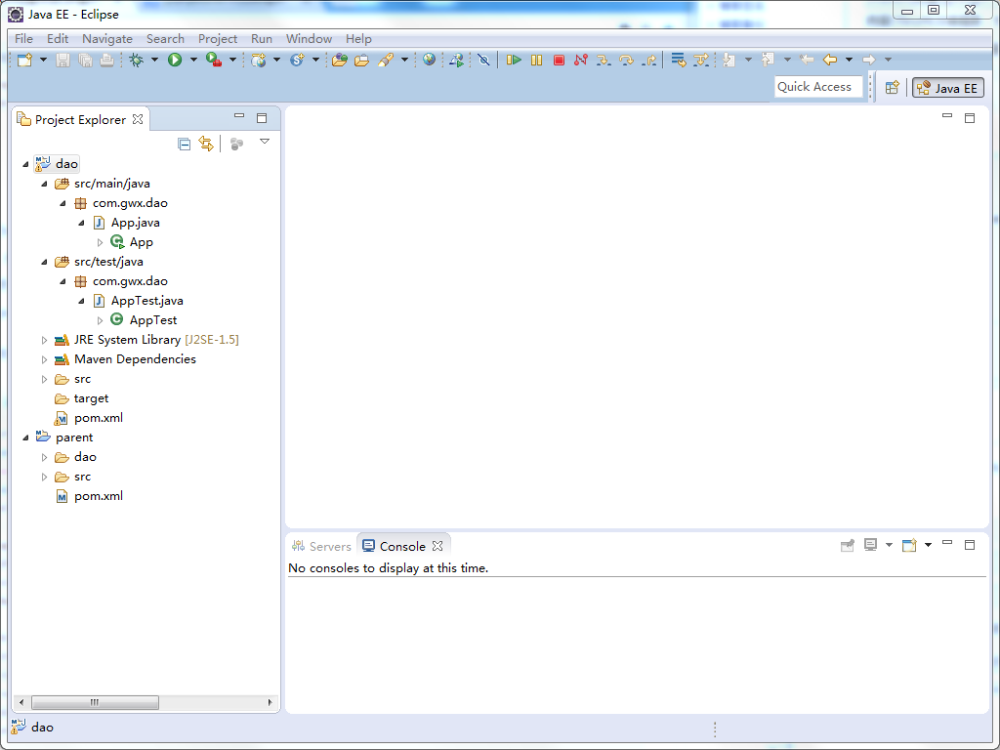 Java EE - Eclipse
File Edit Navigate Search Project Run Window Help
Quick Access
Java EE
Project Explorer
dao
src/main/java
com.gwx.dao
App.java
App
src/test/java
com.gwx.dao
AppTest.java
AppTest
JRE System Library [J2SE-1.5]
Maven Dependencies
src
target
pom.xml
parent
dao
src
pom.xml
Servers
Console
No consoles to display at this time.
dao